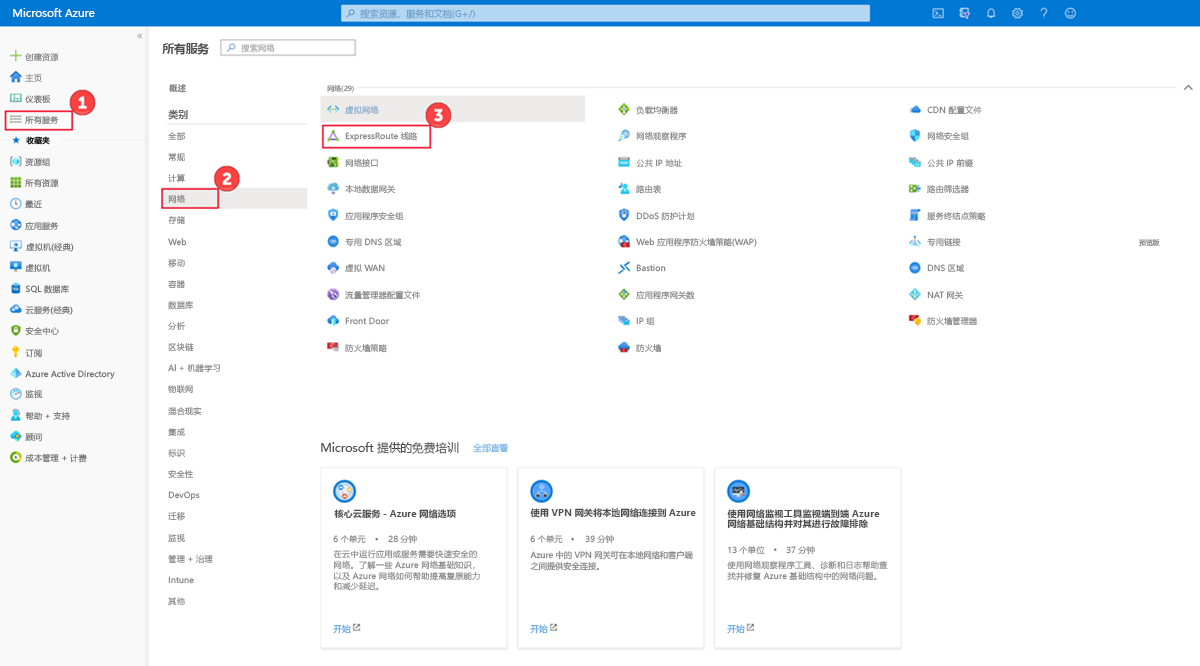 Microsoft Azure
搜索资源、服务和文档(G+/)
«
创建资源
主页
仪表板
1
所有服务
收藏夹
资源组
所有资源
最近
应用服务
虚拟机(经典)
虚拟机
SQL 数据库
云服务(经典)
安全中心
订阅
Azure Active Directory
监视
帮助 + 支持
顾问
成本管理 + 计费
所有服务
搜索网络
概述
类别
全部
常规
计算
2
网络
存储
Web
移动
容器
数据库
分析
区块链
AI + 机器学习
物联网
混合现实
集成
标识
安全性
DevOps
迁移
监视
管理 + 治理
Intune
其他
网络(29)
虚拟网络
3
ExpressRoute 线路
网络接口
本地数据网关
应用程序安全组
专用 DNS 区域
虚拟 WAN
流量管理器配置文件
Front Door
防火墙策略
负载均衡器
网络观察程序
公共 IP 地址
路由表
DDoS 防护计划
Web 应用程序防火墙策略(WAP)
Bastion
应用程序网关数
IP 组
防火墙
CDN 配置文件
网络安全组
公共 IP 前缀
路由筛选器
服务终结点策略
专用链接
预览版
DNS 区域
NAT 网关
防火墙管理器
Microsoft 提供的免费培训 全部查看
核心云服务 - Azure 网络选项
6 个单元 • 28 分钟
在云中运行应用或服务需要快速安全的
网络。了解一些 Azure 网络基础知识，
以及 Azure 网络如何帮助提高复原能力
和减少延迟。
开始
使用 VPN 网关将本地网络连接到 Azure
6 个单元 • 39 分钟
Azure 中的 VPN 网关可在本地网络和客户端
之间提供安全连接。
开始
使用网络监视工具监视端到端 Azure
网络基础结构并对其进行故障排除
13 个单位 • 37 分钟
使用网络观察程序工具、诊断和日志帮助查
找并修复 Azure 基础结构中的网络问题。
开始